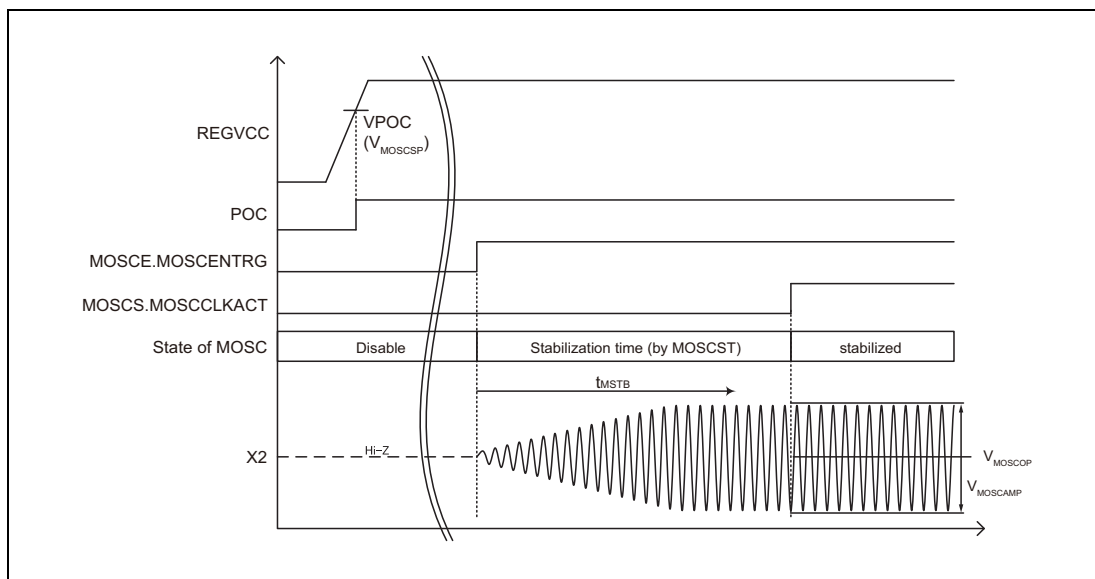 REGVCC
VPOC
(VMOSCSP)
POC
MOSCE.MOSCENTRG
MOSCS.MOSCCLKACT
State of MOSC
Disable
Stabilization time (by MOSCST)
stabilized
tMSTB
X2
Hi–Z
VMOSCOP
VMOSCAMP